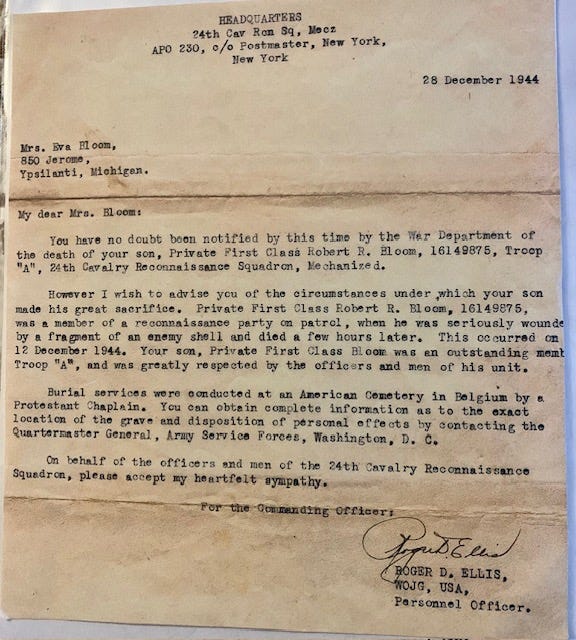 HEADQUARTERS
24th Cav Rcn Sq, Mecz
APO 230, c/o Postmaster, New York,
New York
28 December 1944
Mrs. Eva Bloom,
850 Jerome,
Ypsilanti, Michigan.
My dear Mrs. Bloom:
You have no doubt been notified by this time by the War Department of
the death of your son, Private First Class Robert R. Bloom, 16149875, Troop
"A", 24th Cavalry Reconnaissance Squadron, Mechanized.
However I wish to advise you of the circumstances under which your son
made his great sacrifice. Private First Class Robert R. Bloom, 16149875,
was a member of a reconnaissance party on patrol, when he was seriously wounde
by a fragment of an enemy shell and died a few hours later. This occurred on
12 December 1944. Your son, Private First Class Bloom was an outstanding memb
Troop "A", and was greatly respected by the officers and men of his unit.
Burial services were conducted at an American Cemetery in Belgium by a
Protestant Chaplain. You can obtain complete information as to the exact
location of the grave and disposition of personal effects by contacting the
Quartermaster General, Army Service Forces, Washington, D. C.
On behalf of the officers and men of the 24th Cavalry Reconnaissance
Squadron, please accept my heartfelt sympathy.
For the Commanding Officer:
Roger D. Ellis
ROGER D. ELLIS,
WOJG, USA,
Personnel Officer.